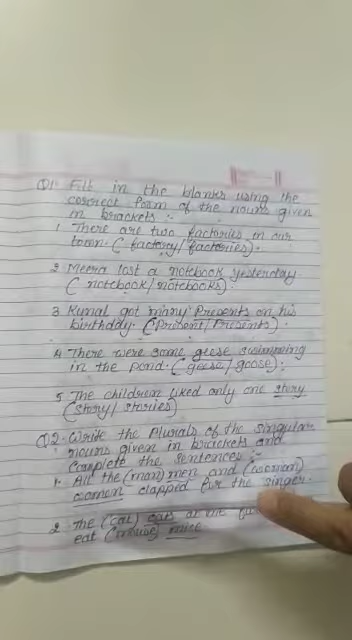 Q1. Fill in the blanks using the
correct form of the nouns given
in brackets :-
1. There are two factories in our
town. (factory/factories).
2 Meera lost a notebook yesterday.
(notebook/notebooks)
3 Kunal got many Presents on his
birthday (Present/Presents).
4 There were some geese swimming
in the pond. (geese/goose).
5 The children liked only one story
(story/stories)
Q2. Write the Plurals of the singular
nouns given in brackets and
complete the sentences :-
1. All the (man) men and (woman)
women clapped for the singer.
2 The (cat) cats at the
eat (mouse) mice